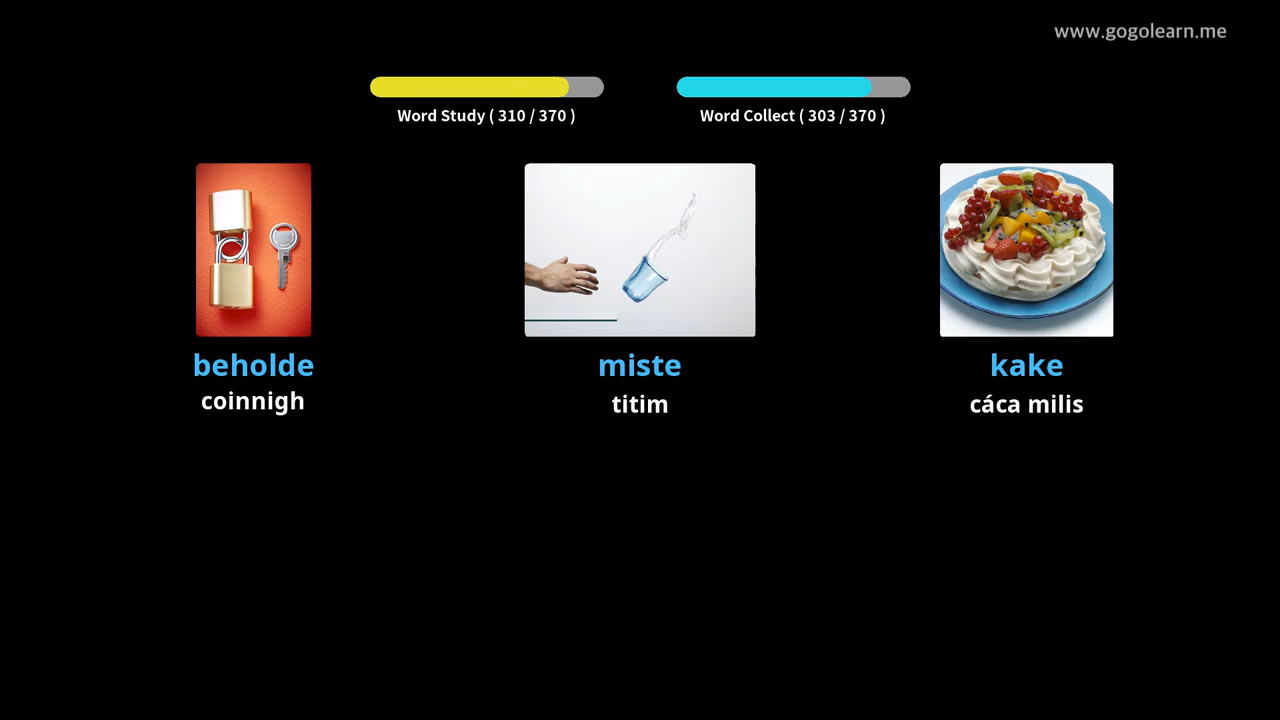 www.gogolearn.me
Word Study ( 310 / 370 )
Word Collect ( 303 / 370 )
beholde
miste
kake
coinnigh
titim
cáca milis